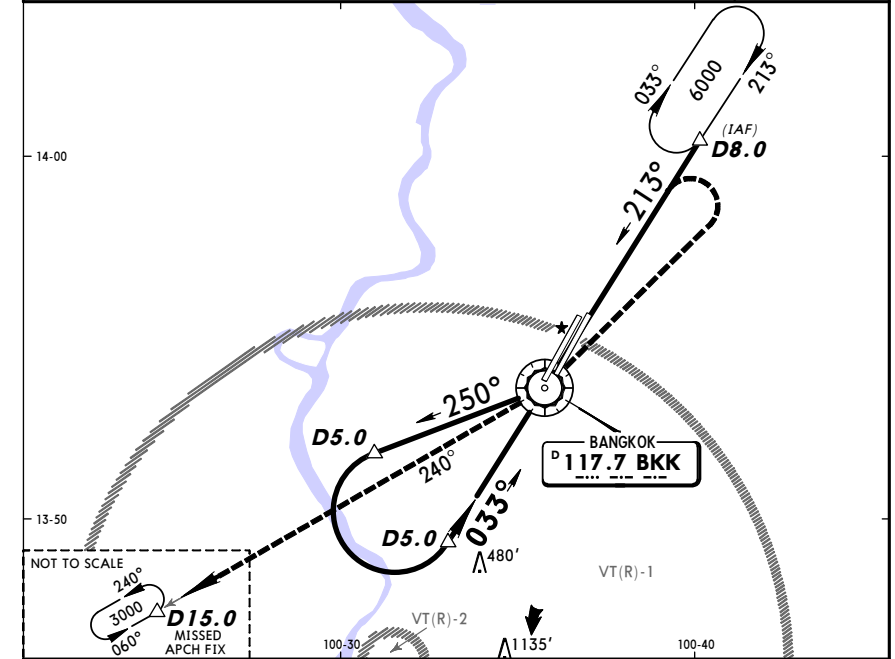 033°
6000
213°
(IAF)
D8.0
14-00
213°
250°
D5.0
BANGKOK
D 117.7 BKK
240°
033°
D5.0
13-50
480'
NOT TO SCALE
VT(R)-1
240°
3000
060°
D15.0
MISSED
APCH FIX
VT(R)-2
100-30
1135'
100-40